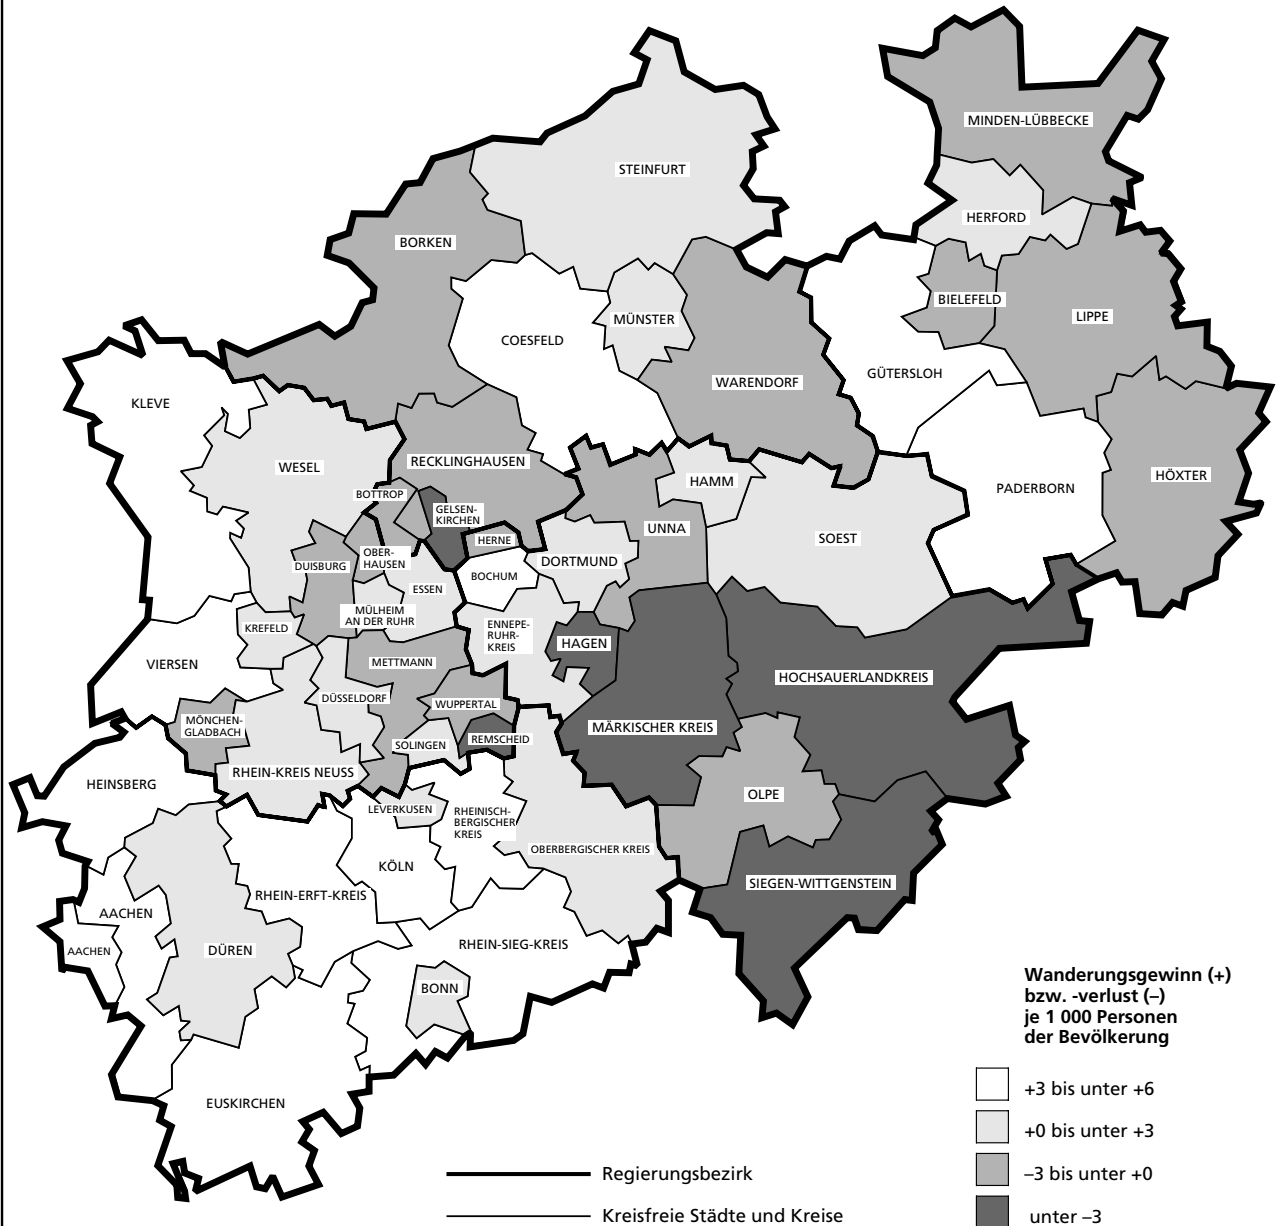 MINDEN-LÜBBECKE
STEINFURT
HERFORD
BORKEN
BIELEFELD
LIPPE
MÜNSTER
COESFELD
GÜTERSLOH
WARENDORF
KLEVE
RECKLINGHAUSEN
WESEL
HÖXTER
HAMM
PADERBORN
BOTTROP
GELSEN-
KIRCHEN
UNNA
SOEST
HERNE
OBER-
HAUSEN
DORTMUND
DUISBURG
BOCHUM
ESSEN
MÜLHEIM
AN DER RUHR
KREFELD
ENNEPE-
RUHR-
KREIS
HAGEN
VIERSEN
METTMANN
HOCHSAUERLANDKREIS
DÜSSELDORF
WUPPERTAL
MÖNCHEN-
GLADBACH
MÄRKISCHER KREIS
REMSCHEID
SOLINGEN
RHEIN-KREIS NEUSS
HEINSBERG
OLPE
LEVERKUSEN
RHEINISCH-
BERGISCHER
KREIS
OBERBERGISCHER KREIS
KÖLN
SIEGEN-WITTGENSTEIN
RHEIN-ERFT-KREIS
AACHEN
RHEIN-SIEG-KREIS
DÜREN
AACHEN
BONN
EUSKIRCHEN
Wanderungsgewinn (+)
bzw. -verlust (–)
je 1 000 Personen
der Bevölkerung
+3 bis unter +6
+0 bis unter +3
–3 bis unter +0
unter –3
Regierungsbezirk
Kreisfreie Städte und Kreise